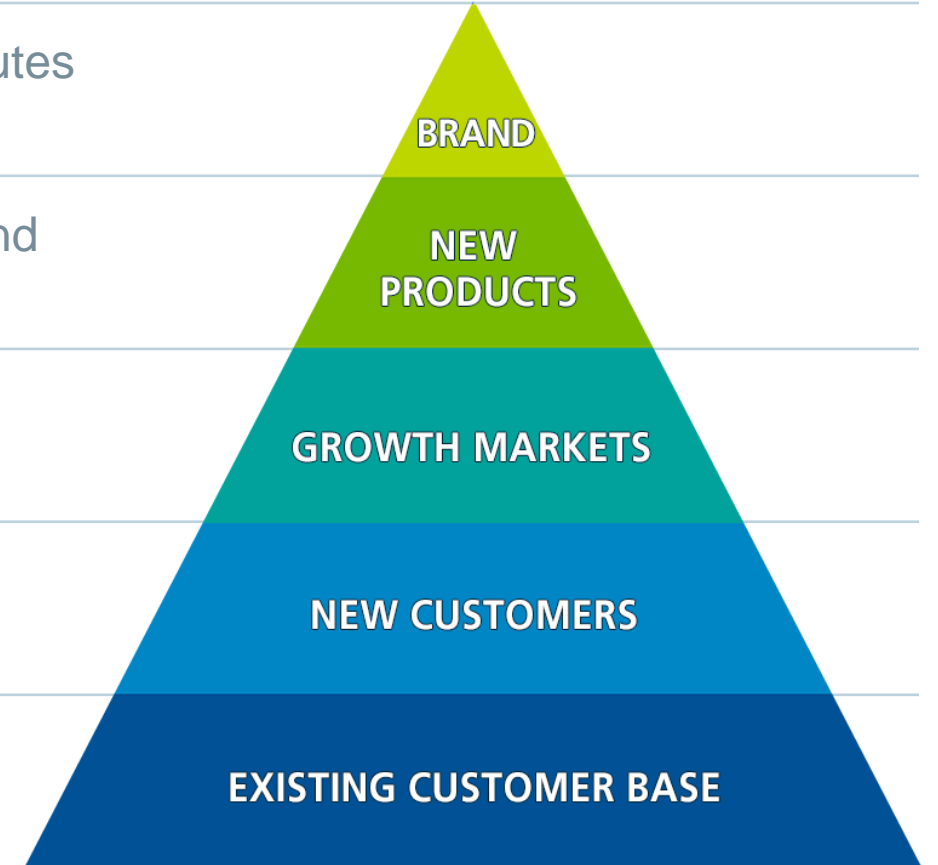 utes
BRAND
nd
NEW
PRODUCTS
GROWTH MARKETS
NEW CUSTOMERS
EXISTING CUSTOMER BASE